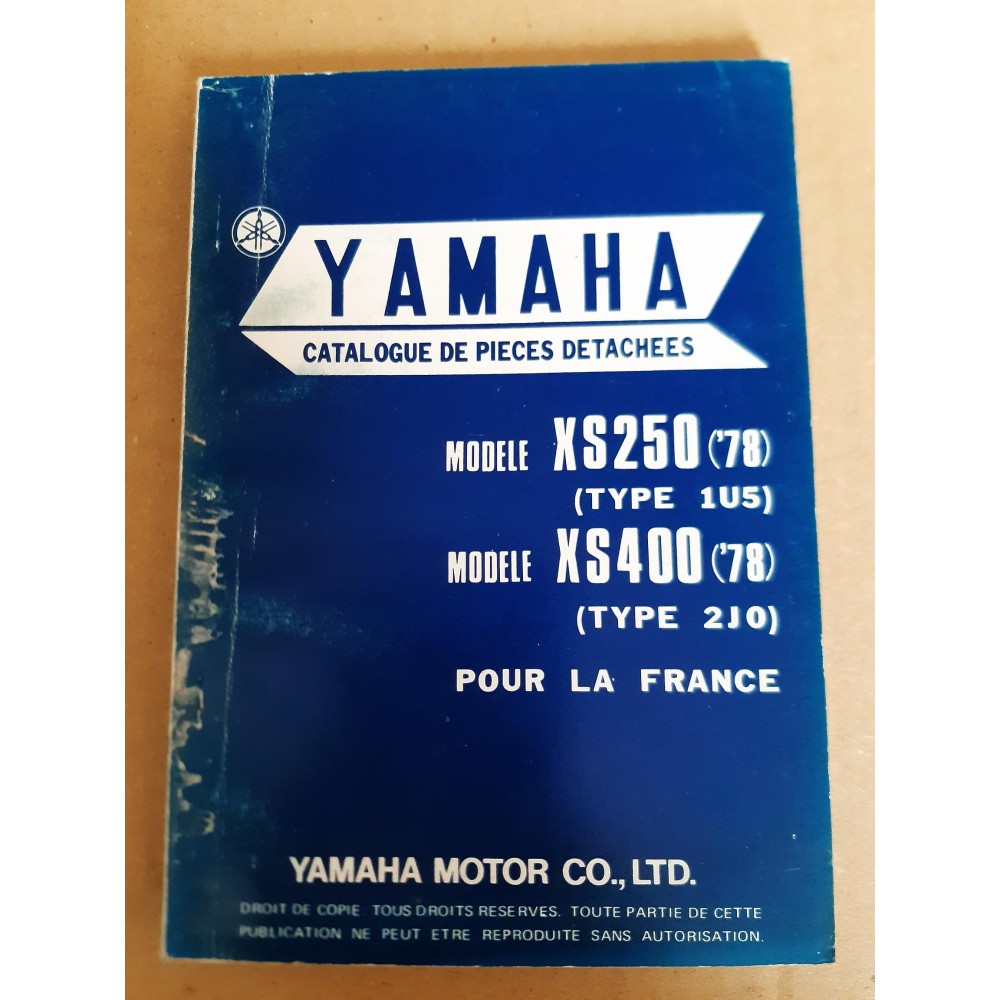 YAMAHA
CATALOGUE DE PIECES DETACHEES
MODELE XS250 ('78)
(TYPE 1U5)
MODELE XS400 ('78)
(TYPE 2J0)
POUR LA FRANCE
YAMAHA MOTOR CO., LTD.
DROIT DE COPIE TOUS DROITS RESERVES. TOUTE PARTIE DE CETTE
PUBLICATION NE PEUT ETRE REPRODUITE SANS AUTORISATION.